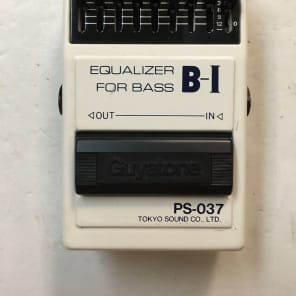 EQUALIZER
FOR BASS B-I
◁OUT IN◁
Guyatone
PS-037
TOKYO SOUND CO., LTD.